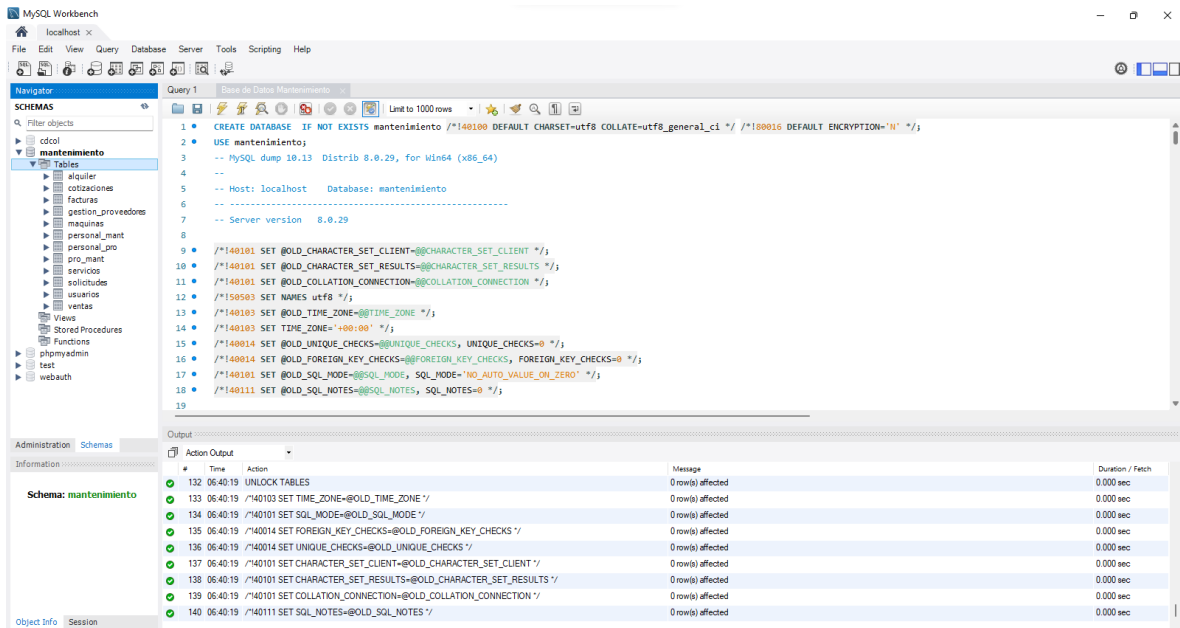 MySQL Workbench
localhost ×
File Edit View Query Database Server Tools Scripting Help
Navigator
SCHEMAS
Filter objects
cdcol
mantenimiento
Tables
alquiler
cotizaciones
facturas
gestion_proveedores
maquinas
personal_mant
personal_pro
pro_mant
servicios
solicitudes
usuarios
ventas
Views
Stored Procedures
Functions
phpmyadmin
test
webauth
Administration Schemas
Information
Schema: mantenimiento
Object Info Session
Query 1 Base de Datos Mantenimiento ×
Limit to 1000 rows
1 CREATE DATABASE IF NOT EXISTS mantenimiento /*!40100 DEFAULT CHARSET=utf8 COLLATE=utf8_general_ci */ /*!80016 DEFAULT ENCRYPTION='N' */;
2 USE mantenimiento;
3 -- MySQL dump 10.13 Distrib 8.0.29, for Win64 (x86_64)
4 --
5 -- Host: localhost Database: mantenimiento
6 -- ------------------------------------------------------
7 -- Server version 8.0.29
8
9 /*!40101 SET @OLD_CHARACTER_SET_CLIENT=@@CHARACTER_SET_CLIENT */;
10 /*!40101 SET @OLD_CHARACTER_SET_RESULTS=@@CHARACTER_SET_RESULTS */;
11 /*!40101 SET @OLD_COLLATION_CONNECTION=@@COLLATION_CONNECTION */;
12 /*!50503 SET NAMES utf8 */;
13 /*!40103 SET @OLD_TIME_ZONE=@@TIME_ZONE */;
14 /*!40103 SET TIME_ZONE='+00:00' */;
15 /*!40014 SET @OLD_UNIQUE_CHECKS=@@UNIQUE_CHECKS, UNIQUE_CHECKS=0 */;
16 /*!40014 SET @OLD_FOREIGN_KEY_CHECKS=@@FOREIGN_KEY_CHECKS, FOREIGN_KEY_CHECKS=0 */;
17 /*!40101 SET @OLD_SQL_MODE=@@SQL_MODE, SQL_MODE='NO_AUTO_VALUE_ON_ZERO' */;
18 /*!40111 SET @OLD_SQL_NOTES=@@SQL_NOTES, SQL_NOTES=0 */;
19
Output
Action Output
# Time Action Message Duration / Fetch
132 06:40:19 UNLOCK TABLES 0 row(s) affected 0.000 sec
133 06:40:19 /*!40103 SET TIME_ZONE=@OLD_TIME_ZONE */ 0 row(s) affected 0.000 sec
134 06:40:19 /*!40101 SET SQL_MODE=@OLD_SQL_MODE */ 0 row(s) affected 0.000 sec
135 06:40:19 /*!40014 SET FOREIGN_KEY_CHECKS=@OLD_FOREIGN_KEY_CHECKS */ 0 row(s) affected 0.000 sec
136 06:40:19 /*!40014 SET UNIQUE_CHECKS=@OLD_UNIQUE_CHECKS */ 0 row(s) affected 0.000 sec
137 06:40:19 /*!40101 SET CHARACTER_SET_CLIENT=@OLD_CHARACTER_SET_CLIENT */ 0 row(s) affected 0.000 sec
138 06:40:19 /*!40101 SET CHARACTER_SET_RESULTS=@OLD_CHARACTER_SET_RESULTS */ 0 row(s) affected 0.000 sec
139 06:40:19 /*!40101 SET COLLATION_CONNECTION=@OLD_COLLATION_CONNECTION */ 0 row(s) affected 0.000 sec
140 06:40:19 /*!40111 SET SQL_NOTES=@OLD_SQL_NOTES */ 0 row(s) affected 0.000 sec